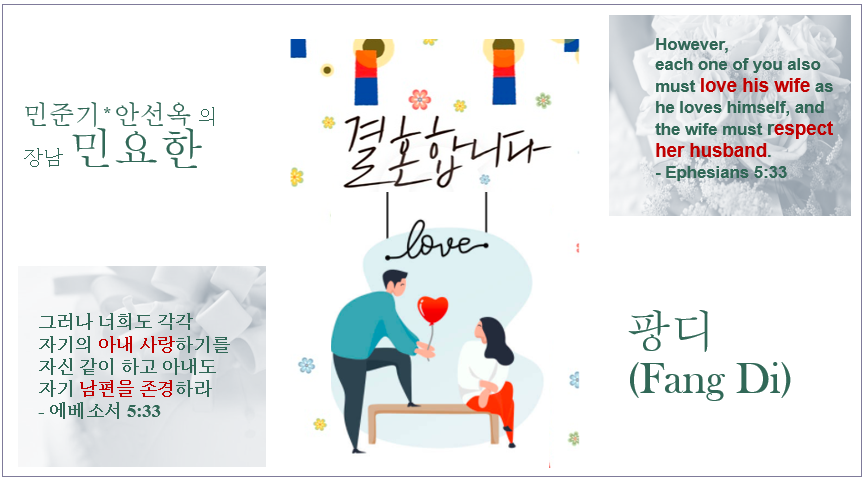 민준기*안선옥 의
장남 민요한
그러나 너희도 각각
자기의 아내 사랑하기를
자신 같이 하고 아내도
자기 남편을 존경하라
- 에베소서 5:33
결혼합니다
love
However,
each one of you also
must love his wife as
he loves himself, and
the wife must respect
her husband.
- Ephesians 5:33
팡디
(Fang Di)